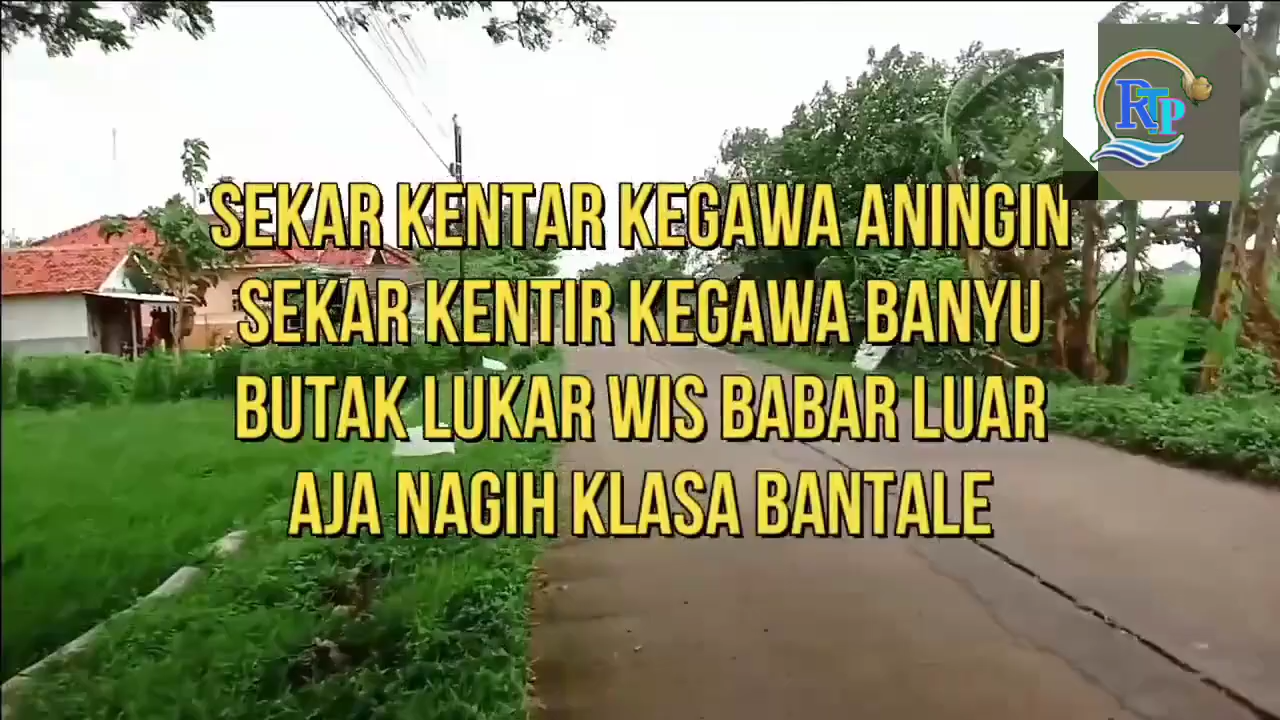 RTP
SEKAR KENTAR KEGAWA ANINGIN
SEKAR KENTIR KEGAWA BANYU
BUTAK LUKAR WIS BABAR LUAR
AJA NAGIH KLASA BANTALE